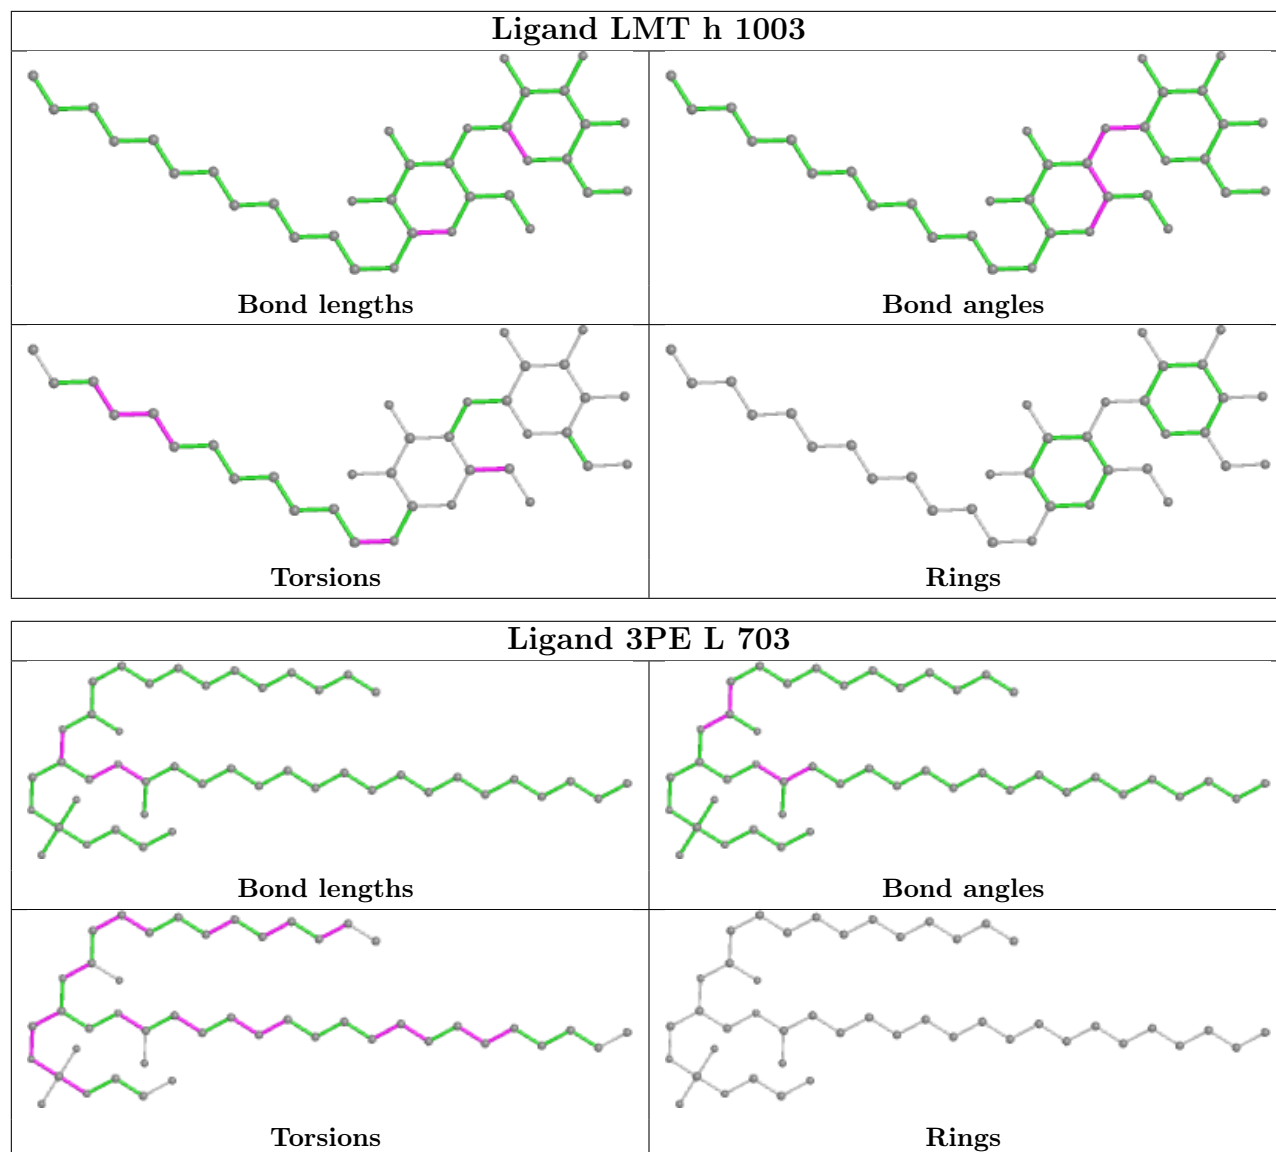 Ligand LMT h 1003
Bond lengths
Bond angles
Torsions
Rings
Ligand 3PE L 703
Bond lengths
Bond angles
Torsions
Rings